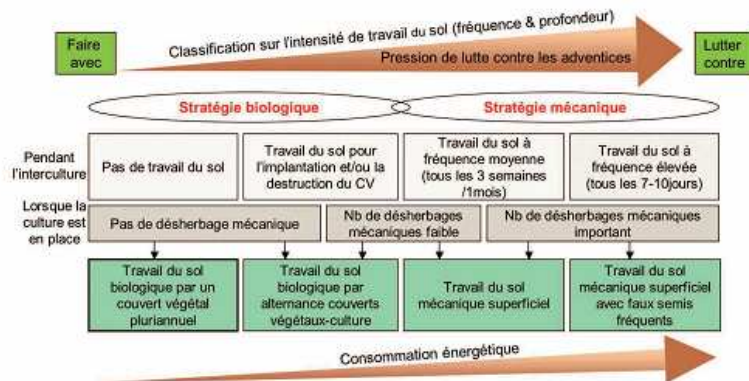 Faire
avec
Classification sur l'intensité de travail du sol (fréquence & profondeur)
Pression de lutte contre les adventices
Lutter
contre
Stratégie biologique
Stratégie mécanique
Pendant
l'interculture
Pas de travail du sol
Travail du sol pour
l'implantation et/ou la
destruction du CV
Travail du sol à
fréquence moyenne
(tous les 3 semaines
/1mois)
Travail du sol à
fréquence élevée
(tous les 7-10jours)
Lorsque la
culture est
en place
Pas de désherbage mécanique
Nb de désherbages
mécaniques faible
Nb de désherbages mécaniques
important
Travail du sol
biologique par un
couvert végétal
pluriannuel
Travail du sol
biologique par
alternance couverts
végétaux-culture
Travail du sol
mécanique superficiel
Travail du sol
mécanique superficiel
avec faux semis
fréquents
Consommation énergétique